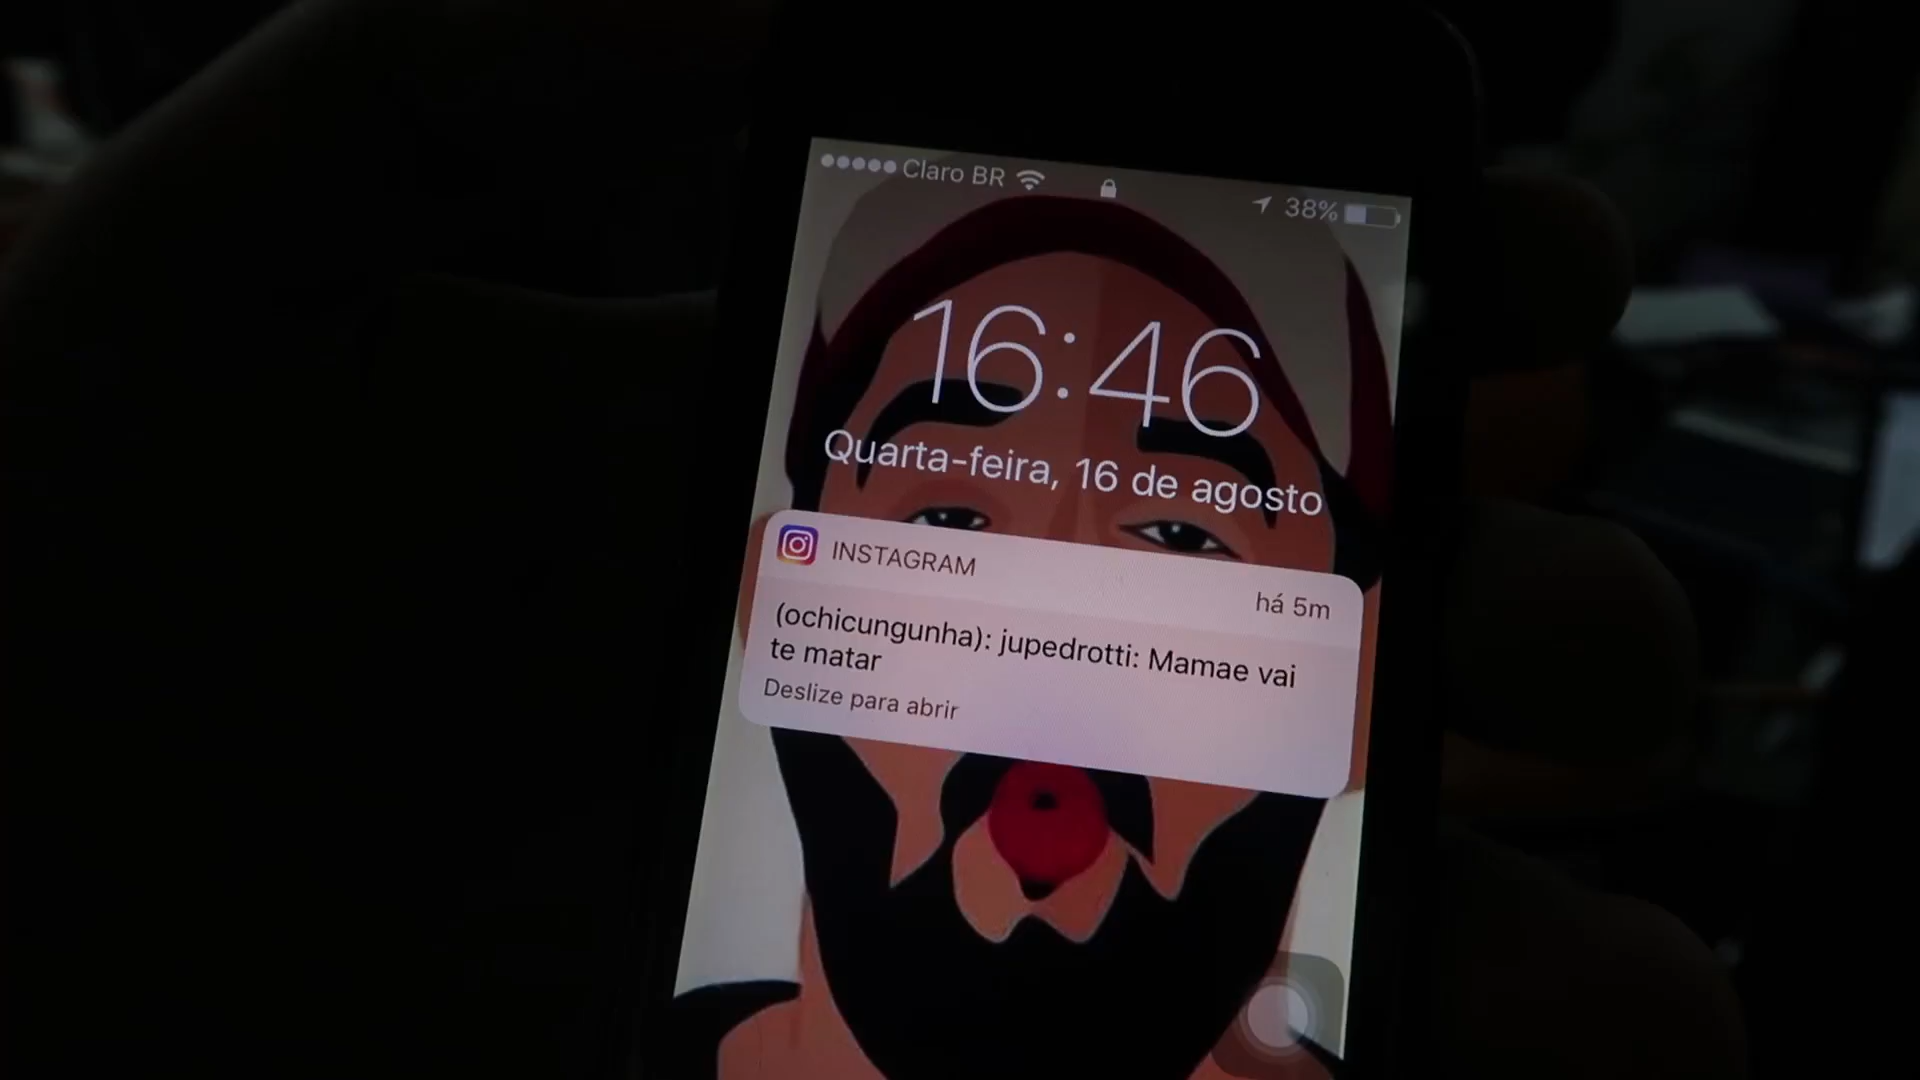 Claro BR
38%
16:46
Quarta-feira, 16 de agosto
INSTAGRAM
há 5m
(ochicungunha): jupedrotti: Mamae vai
te matar
Deslize para abrir